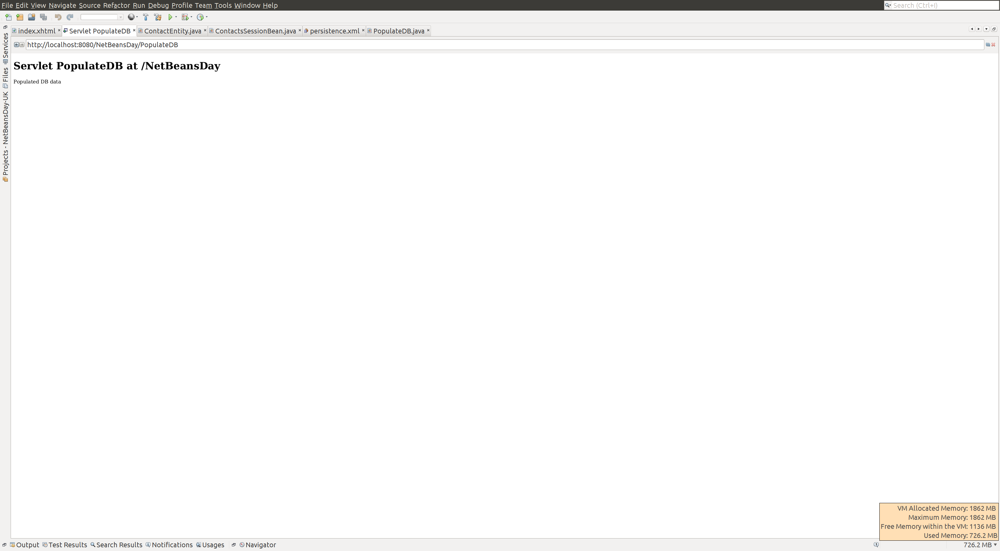 File Edit View Navigate Source Refactor Run Debug Profile Team Tools Window Help
Search (Ctrl+I)
index.xhtml Servlet PopulateDB ContactEntity.java ContactsSessionBean.java persistence.xml PopulateDB.java
http://localhost:8080/NetBeansDay/PopulateDB
Services
Files
Projects - NetBeansDay-UK
Servlet PopulateDB at /NetBeansDay
Populated DB data
VM Allocated Memory: 1862 MB
Maximum Memory: 1862 MB
Free Memory within the VM: 1136 MB
Used Memory: 726.2 MB
Output Test Results Search Results Notifications Usages Navigator
1 726.2 MB